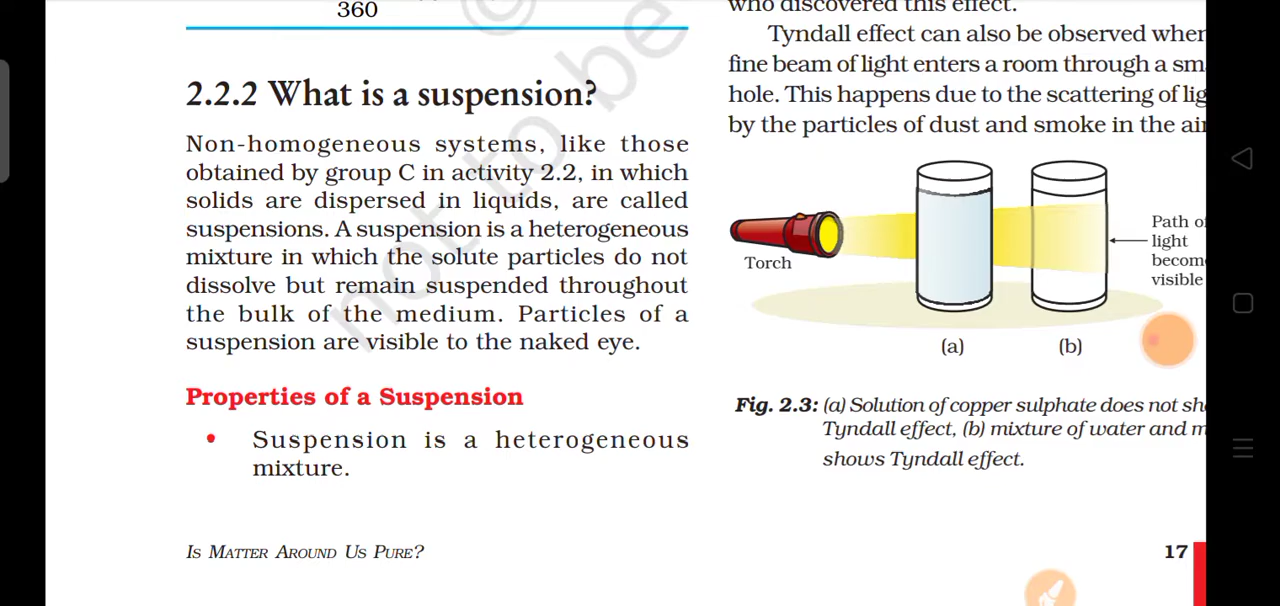 360
2.2.2 What is a suspension?
Non-homogeneous systems, like those
obtained by group C in activity 2.2, in which
solids are dispersed in liquids, are called
suspensions. A suspension is a heterogeneous
mixture in which the solute particles do not
dissolve but remain suspended throughout
the bulk of the medium. Particles of a
suspension are visible to the naked eye.
Properties of a Suspension
• Suspension is a heterogeneous
mixture.
IS MATTER AROUND US PURE?
who discovered this effect.
Tyndall effect can also be observed when
fine beam of light enters a room through a
hole. This happens due to the scattering of
by the particles of dust and smoke in the
Torch
Path of
light
visible
(a)
(b)
Fig. 2.3: (a) Solution of copper sulphate does not
Tyndall effect, (b) mixture of water and
shows Tyndall effect.
17
not to be